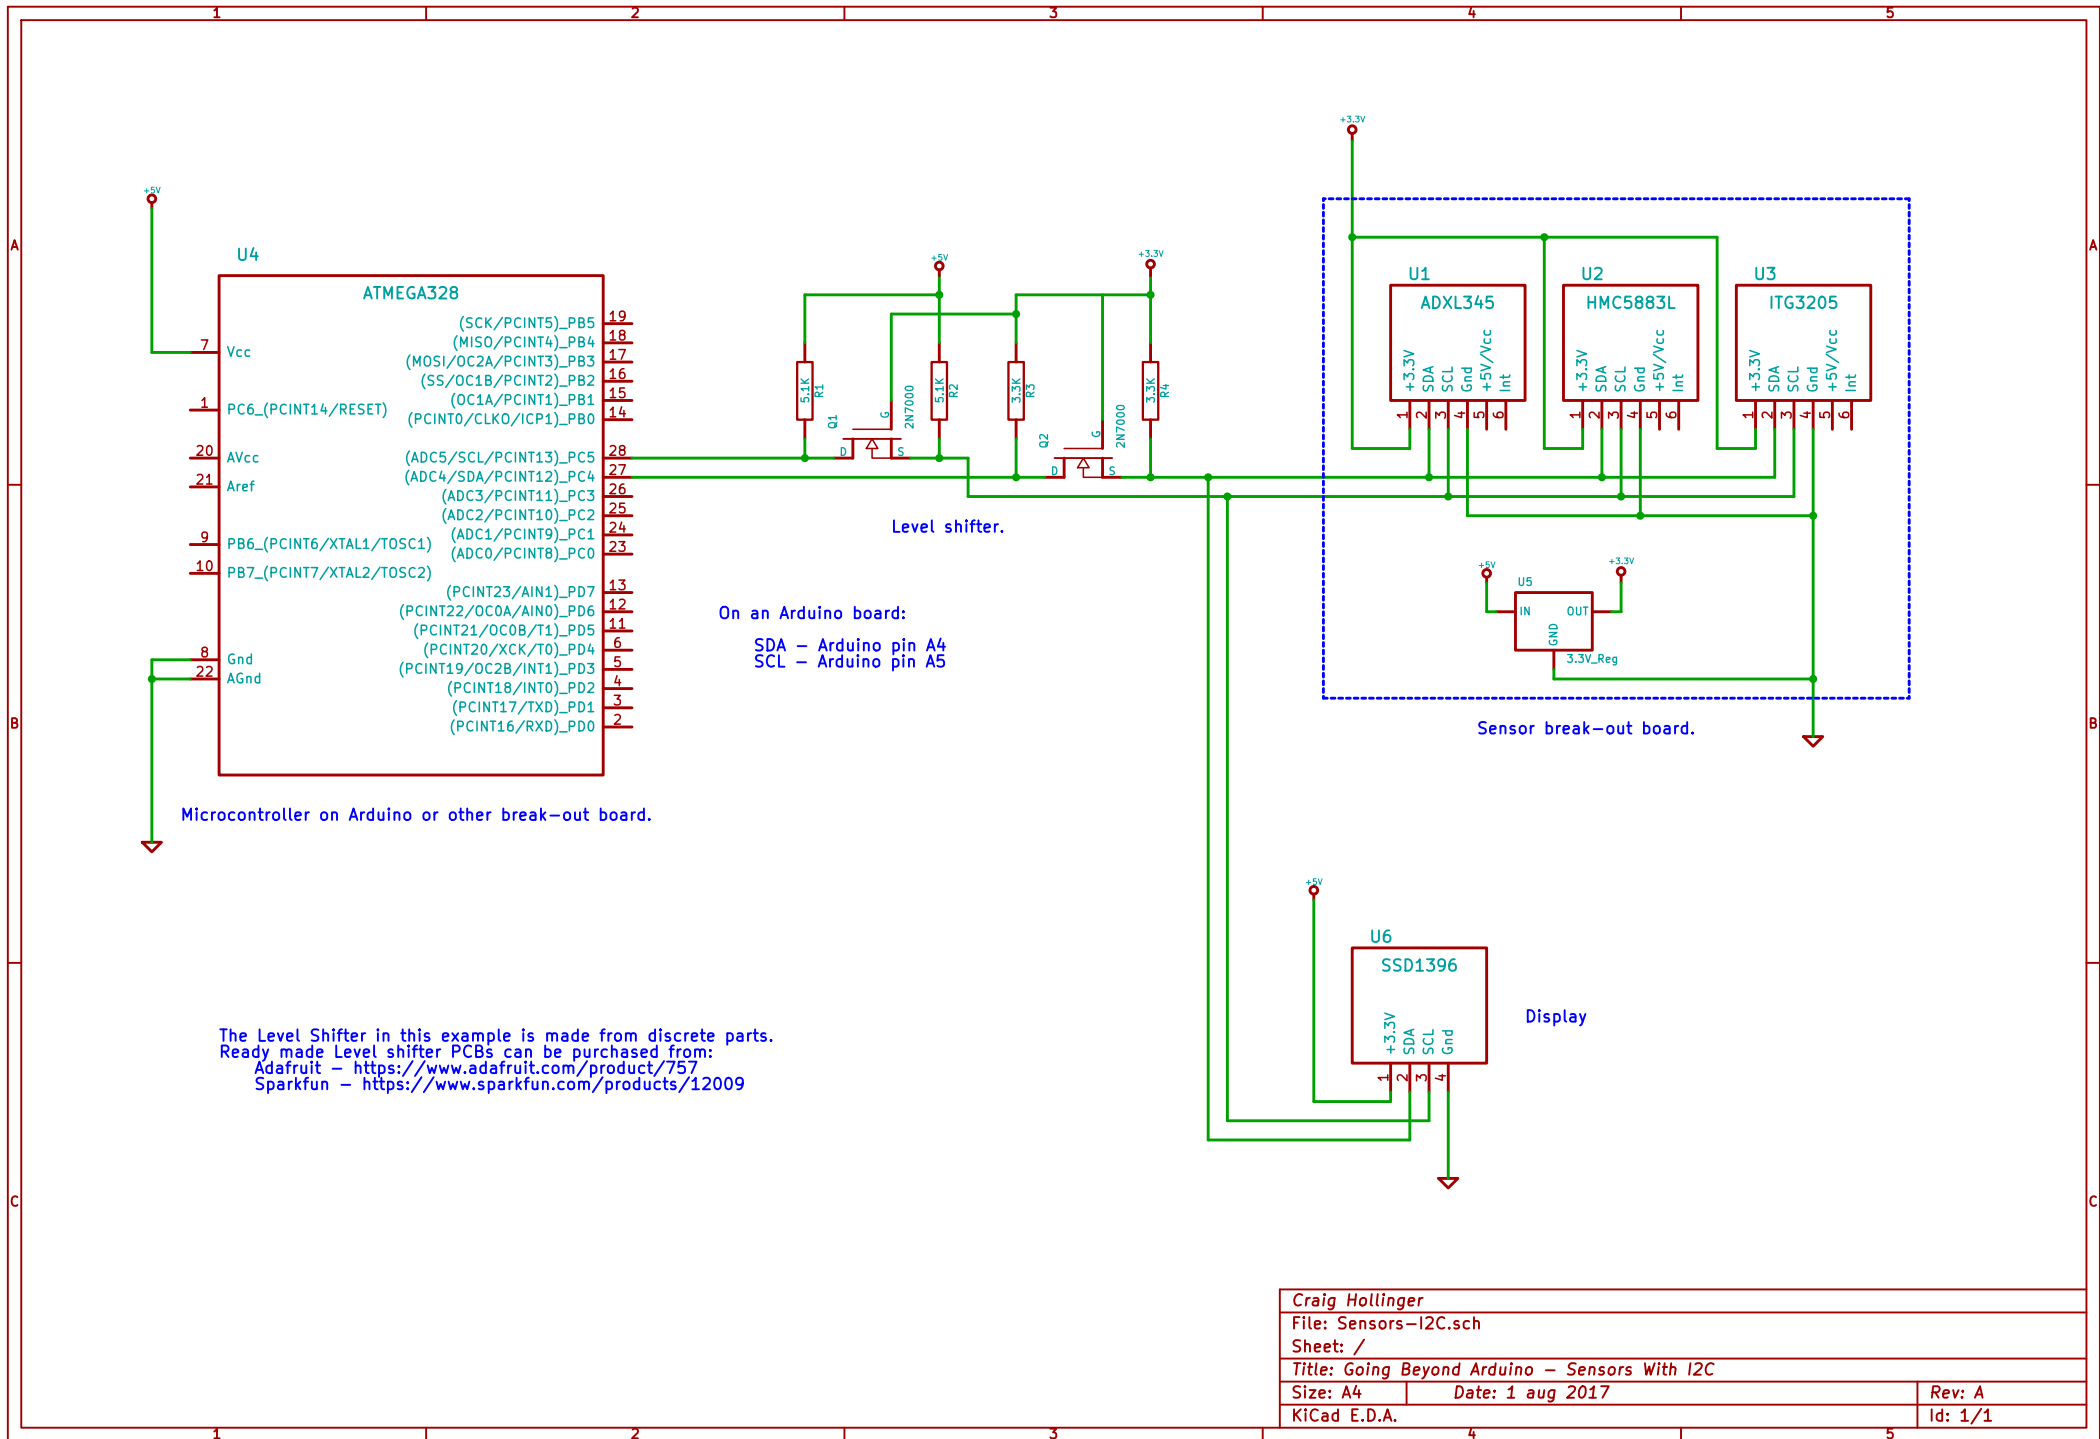 1 2 3 4 5
A
B
C
A
B
C
1 2 3 4 5
+5V
U4
ATMEGA328
7 Vcc
1 PC6_(PCINT14/RESET)
20 AVcc
21 Aref
9 PB6_(PCINT6/XTAL1/TOSC1)
10 PB7_(PCINT7/XTAL2/TOSC2)
8 Gnd
22 AGnd
(SCK/PCINT5)_PB5 19
(MISO/PCINT4)_PB4 18
(MOSI/OC2A/PCINT3)_PB3 17
(SS/OC1B/PCINT2)_PB2 16
(OC1A/PCINT1)_PB1 15
(PCINT0/CLKO/ICP1)_PB0 14
(ADC5/SCL/PCINT13)_PC5 28
(ADC4/SDA/PCINT12)_PC4 27
(ADC3/PCINT11)_PC3 26
(ADC2/PCINT10)_PC2 25
(ADC1/PCINT9)_PC1 24
(ADC0/PCINT8)_PC0 23
(PCINT23/AIN1)_PD7 13
(PCINT22/OC0A/AIN0)_PD6 12
(PCINT21/OC0B/T1)_PD5 11
(PCINT20/XCK/T0)_PD4 6
(PCINT19/OC2B/INT1)_PD3 5
(PCINT18/INT0)_PD2 4
(PCINT17/TXD)_PD1 3
(PCINT16/RXD)_PD0 2
Microcontroller on Arduino or other break-out board.
+5V
+3.3V
5.1K R1
Q1
D G S
2N7000
5.1K R2
3.3K R3
Q2
D G S
2N7000
3.3K R4
Level shifter.
On an Arduino board:
SDA - Arduino pin A4
SCL - Arduino pin A5
+3.3V
U1
ADXL345
+3.3V SDA SCL Gnd +5V/Vcc Int
1 2 3 4 5 6
U2
HMC5883L
+3.3V SDA SCL Gnd +5V/Vcc Int
1 2 3 4 5 6
U3
ITG3205
+3.3V SDA SCL Gnd +5V/Vcc Int
1 2 3 4 5 6
+5V
+3.3V
U5
IN OUT
GND
3.3V_Reg
Sensor break-out board.
+5V
U6
SSD1396
+3.3V SDA SCL Gnd
1 2 3 4
Display
The Level Shifter in this example is made from discrete parts.
Ready made Level shifter PCBs can be purchased from:
Adafruit - https://www.adafruit.com/product/757
Sparkfun - https://www.sparkfun.com/products/12009
Craig Hollinger
File: Sensors-I2C.sch
Sheet: /
Title: Going Beyond Arduino - Sensors With I2C
Size: A4 Date: 1 aug 2017 Rev: A
KiCad E.D.A. Id: 1/1